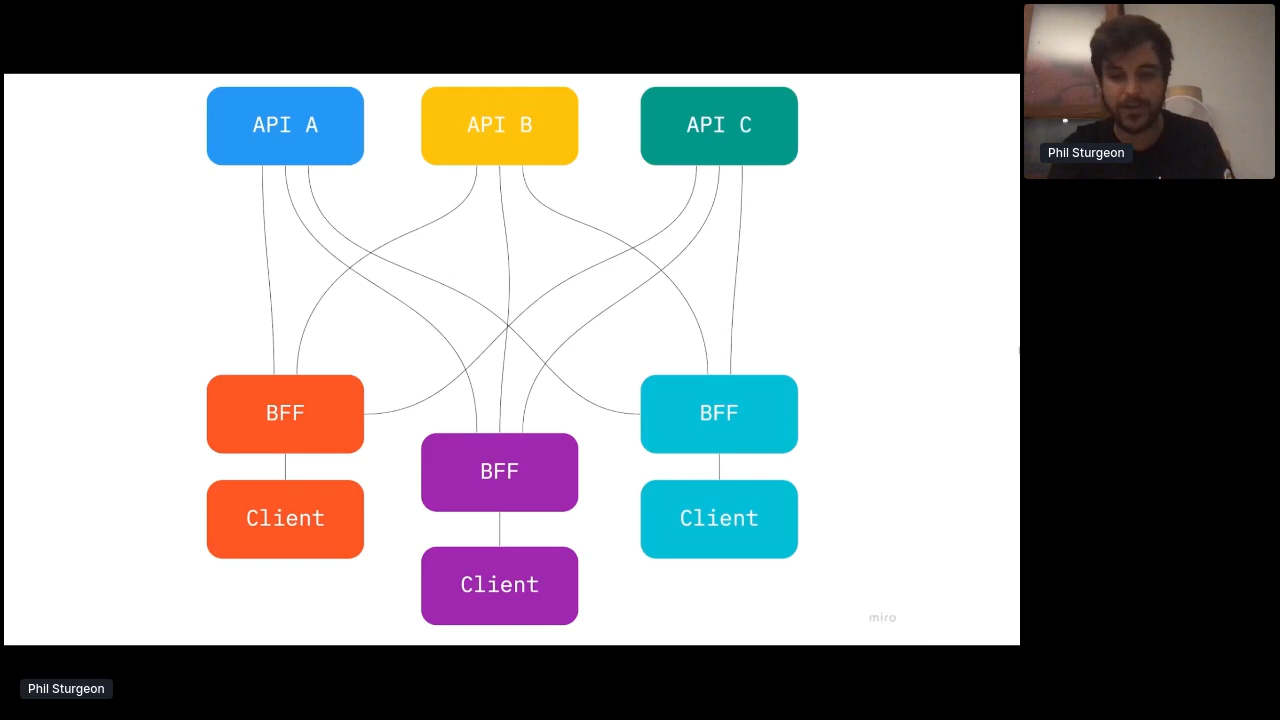 API A
API B
API C
Phil Sturgeon
BFF
BFF
BFF
Client
Client
Client
miro
Phil Sturgeon